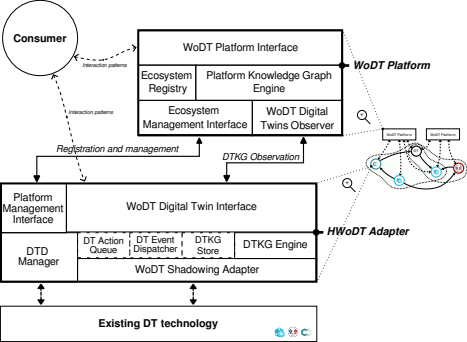 Consumer
WoDT Platform Interface
Interaction patterns
Ecosystem
Registry
Platform Knowledge Graph
Engine
WoDT Platform
Ecosystem
Management Interface
WoDT Digital
Twins Observer
Interaction patterns
WoDT Platform
WoDT Platform
Registration and management
DTKG Observation
DT
Platform
Management
Interface
WoDT Digital Twin Interface
HWoDT Adapter
DTD
Manager
DT Action
Queue
DT Event
Dispatcher
DTKG
Store
DTKG Engine
WoDT Shadowing Adapter
Existing DT technology